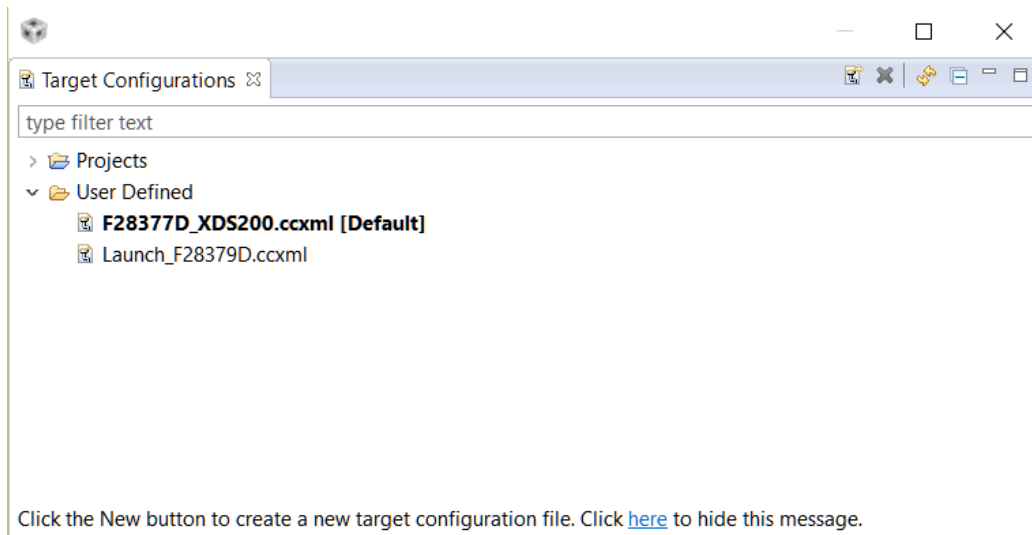 Target Configurations
type filter text
Projects
User Defined
F28377D_XDS200.ccxml [Default]
Launch_F28379D.ccxml
Click the New button to create a new target configuration file. Click here to hide this message.